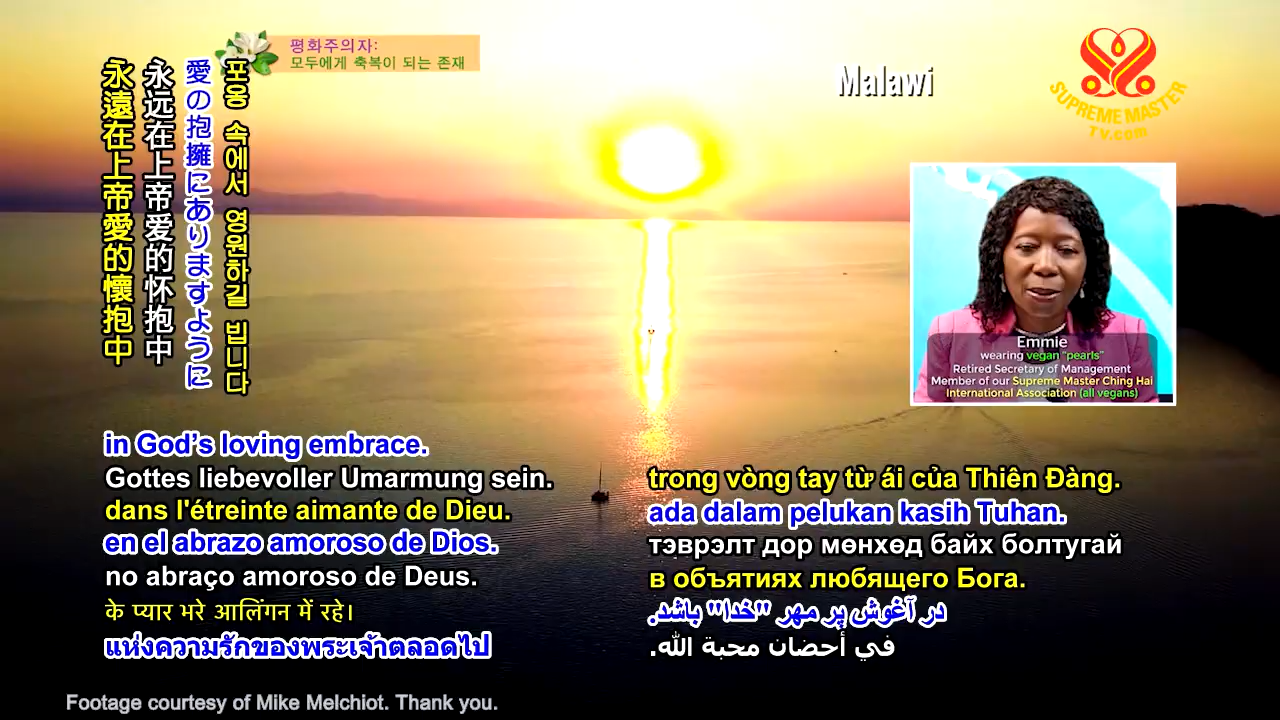 평화주의자:
모두에게 축복이 되는 존재
Malawi
SUPREME MASTER
TV.com
永遠在上帝愛的懷抱中
永远在上帝爱的怀抱中
愛の抱擁にありますように
포옹 속에서 영원하길 빕니다
Emmie
wearing vegan "pearls"
Retired Secretary of Management
Member of our Supreme Master Ching Hai
International Association (all vegans)
in God's loving embrace.
Gottes liebevoller Umarmung sein.
dans l'étreinte aimante de Dieu.
en el abrazo amoroso de Dios.
no abraço amoroso de Deus.
के प्यार भरे आलिंगन में रहे।
แห่งความรักของพระเจ้าตลอดไป
trong vòng tay từ ái của Thiên Đàng.
ada dalam pelukan kasih Tuhan.
тэврэлт дор мөнхөд байх болтугай
в объятиях любящего Бога.
در آغوش پر مهر "خدا" باشد.
في أحضان محبة الله.
Footage courtesy of Mike Melchiot. Thank you.